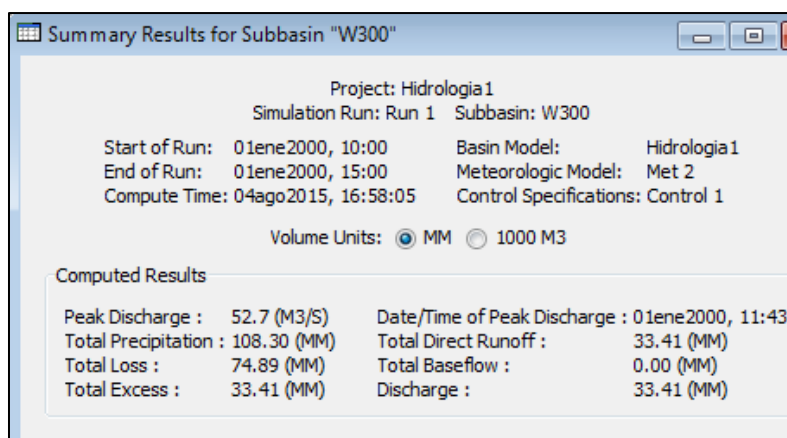 Summary Results for Subbasin "W300"
Project: Hidrologia1
Simulation Run: Run 1 Subbasin: W300
Start of Run: 01ene2000, 10:00 Basin Model: Hidrologia1
End of Run: 01ene2000, 15:00 Meteorologic Model: Met 2
Compute Time: 04ago2015, 16:58:05 Control Specifications: Control 1
Volume Units: MM 1000 M3
Computed Results
Peak Discharge : 52.7 (M3/S) Date/Time of Peak Discharge : 01ene2000, 11:43
Total Precipitation : 108.30 (MM) Total Direct Runoff : 33.41 (MM)
Total Loss : 74.89 (MM) Total Baseflow : 0.00 (MM)
Total Excess : 33.41 (MM) Discharge : 33.41 (MM)